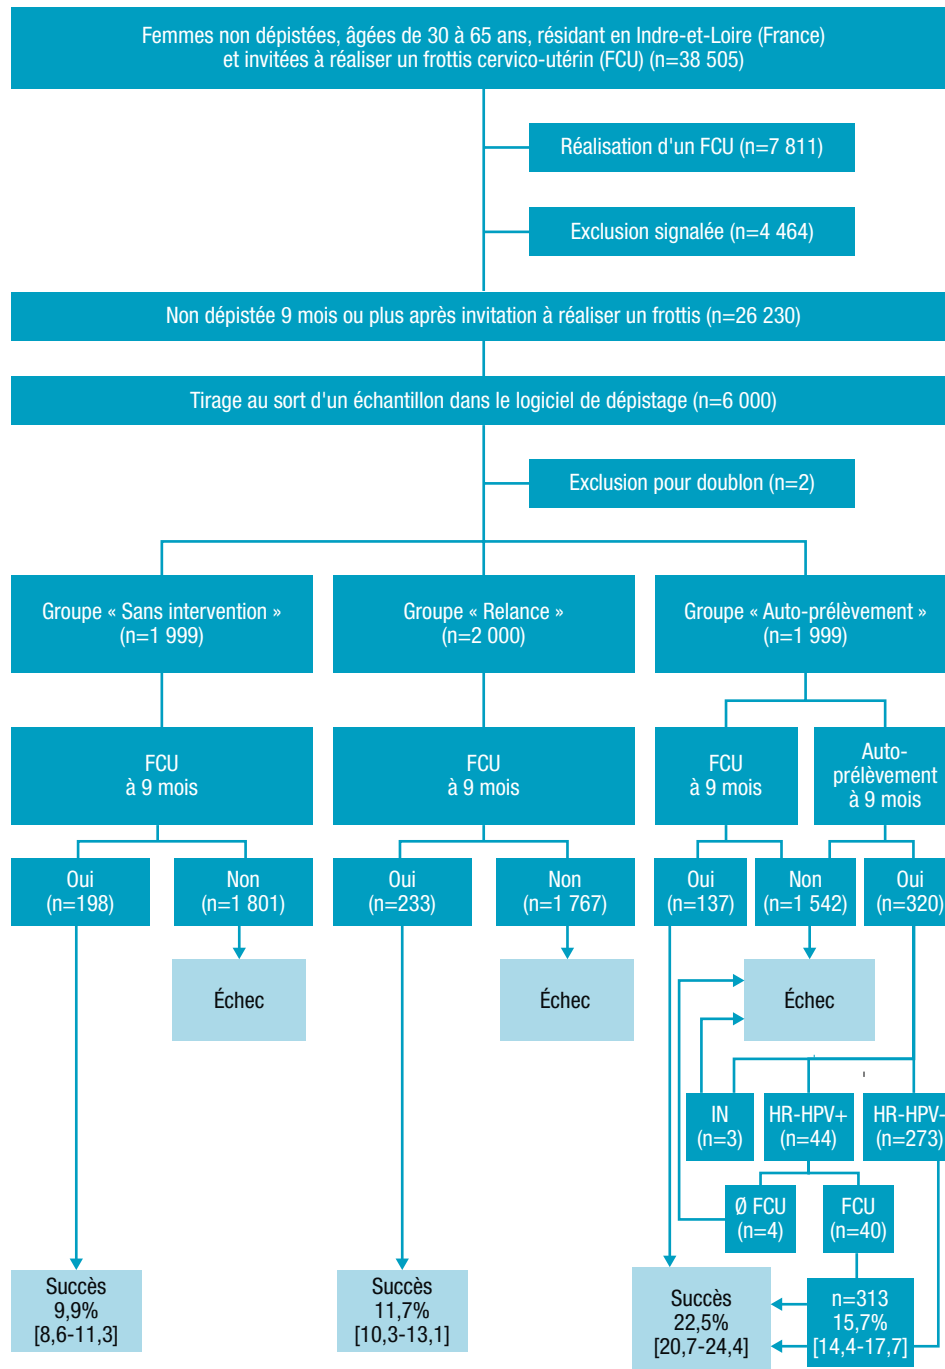 Femmes non dépistées, âgées de 30 à 65 ans, résidant en Indre-et-Loire (France)
et invitées à réaliser un frottis cervico-utérin (FCU) (n=38 505)
Réalisation d'un FCU (n=7 811)
Exclusion signalée (n=4 464)
Non dépistée 9 mois ou plus après invitation à réaliser un frottis (n=26 230)
Tirage au sort d'un échantillon dans le logiciel de dépistage (n=6 000)
Exclusion pour doublon (n=2)
Groupe « Sans intervention »
(n=1 999)
Groupe « Relance »
(n=2 000)
Groupe « Auto-prélèvement »
(n=1 999)
FCU
à 9 mois
FCU
à 9 mois
FCU
à 9 mois
Auto-
prélèvement
à 9 mois
Oui
(n=198)
Non
(n=1 801)
Oui
(n=233)
Non
(n=1 767)
Oui
(n=137)
Non
(n=1 542)
Oui
(n=320)
Échec
Échec
Échec
IN
(n=3)
HR-HPV+
(n=44)
HR-HPV-
(n=273)
Ø FCU
(n=4)
FCU
(n=40)
Succès
9,9%
[8,6-11,3]
Succès
11,7%
[10,3-13,1]
Succès
22,5%
[20,7-24,4]
n=313
15,7%
[14,4-17,7]